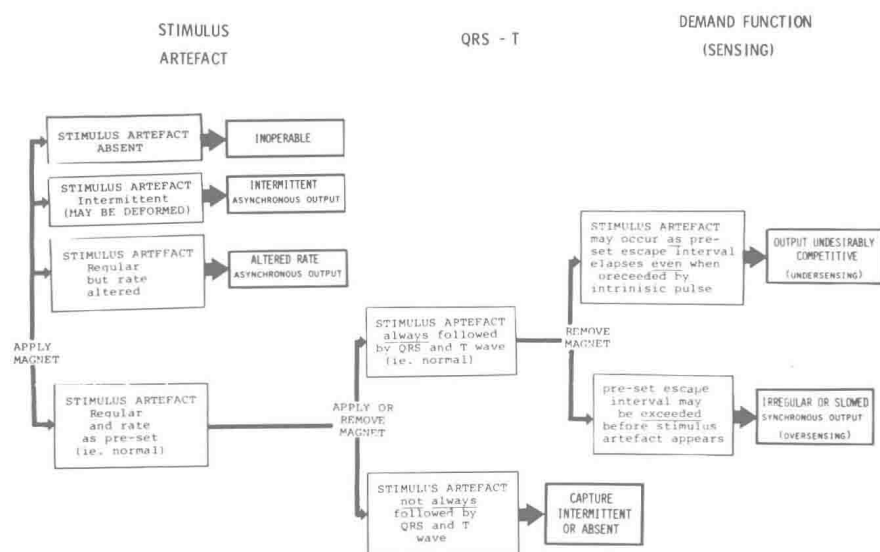 STIMULUS
ARTEFACT
QRS - T
DEMAND FUNCTION
(SENSING)
STIMULUS ARTEFACT
ABSENT
INOPERABLE
STIMULUS ARTEFACT
Intermittent
(MAY BE DEFORMED)
INTERMITTENT
ASYNCHRONOUS OUTPUT
STIMULUS ARTEFACT
Regular
but rate
altered
ALTERED RATE
ASYNCHRONOUS OUTPUT
APPLY
MAGNET
STIMULUS ARTEFACT
Regular
and rate
as pre-set
(ie. normal)
APPLY OR
REMOVE
MAGNET
STIMULUS ARTEFACT
always followed
by QRS and T wave
(ie. normal)
STIMULUS ARTEFACT
not always
followed by
QRS and T
wave
CAPTURE
INTERMITTENT
OR ABSENT
REMOVE
MAGNET
STIMULUS ARTEFACT
may occur as pre-
set escape interval
elapses even when
preceeded by
intrinisic pulse
OUTPUT UNDESIRABLY
COMPETITIVE
(UNDERSENSING)
pre-set escape
interval may
be exceeded
before stimulus
artefact appears
IRREGULAR OR SLOWED
SYNCHRONOUS OUTPUT
(OVERSENSING)